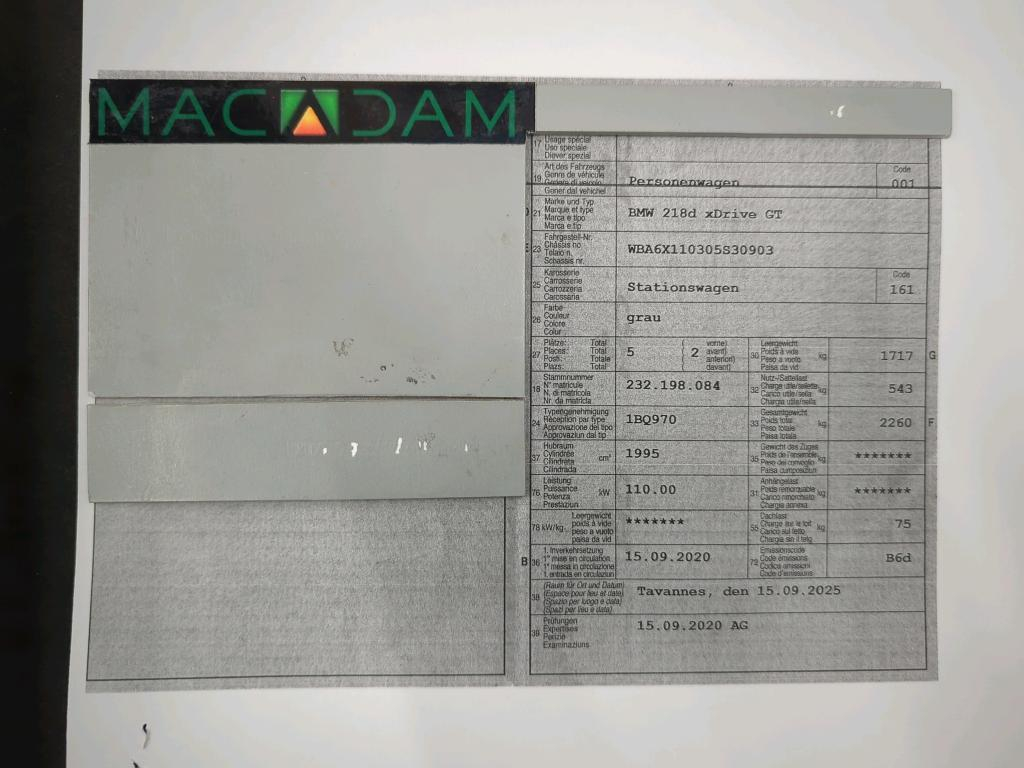 MACADAM
17 Usage spécial
Uso speciale
Diever spezial
19 Art des Fahrzeugs
Genre de véhicule
Genere di veicolo
Gener dal vehichel
Personenwagen
Code
001
21 Marke und Typ
Marque et type
Marca e tipo
Marca e tip
BMW 218d xDrive GT
E 23 Fahrgestell-Nr.
Châssis no
Telaio n.
Schassis nr.
WBA6X110305S30903
25 Karosserie
Carrosserie
Carrozzeria
Carossaria
Stationswagen
Code
161
26 Farbe
Couleur
Colore
Colur
grau
27 Plätze: Total
Places: Total
Posti: Totale
Plazs: Total
5
( vorne)
( 2 avant)
( anteriori)
( davant)
30 Leergewicht
Poids à vide
Peso a vuoto
Paisa da vid
kg
1717 G
18 Stammnummer
N° matricule
N. di matricola
Nr. da matricla
232.198.084
32 Nutz-/Sattellast
Charge utile/sellette
Carico utile/sella
Chargia utila/sella
kg
543
24 Typengenehmigung
Réception par type
Approvazione del tipo
Approvaziun dal tip
1BQ970
33 Gesamtgewicht
Poids total
Peso totale
Paisa totala
kg
2260 F
37 Hubraum
Cylindrée
Cilindrata
Cilindrada
cm³
1995
35 Gewicht des Zuges
Poids de l'ensemble
Peso del convoglio
Paisa cumposiziun
kg
*******
76 Leistung
Puissance
Potenza
Prestaziun
kW
110.00
31 Anhängelast
Poids remorquable
Carico rimorchiato
Chargia annexa
kg
*******
78 kW/kg
Leergewicht
poids à vide
peso a vuoto
paisa da vid
*******
55 Dachlast
Charge sur le toit
Carico sul tetto
Chargia sin il tetg
kg
75
B 36 1. Inverkehrsetzung
1re mise en circulation
1a messa in circolazione
1. entrada en circulaziun
15.09.2020
72 Emissionscode
Code émissions
Codice emissioni
Code d'emissiuns
B6d
38 (Raum für Ort und Datum)
(Espace pour lieu et date)
(Spazio per luogo e data)
(Spazi per lieu e data)
Tavannes, den 15.09.2025
39 Prüfungen
Expertises
Perizie
Examinaziuns
15.09.2020 AG